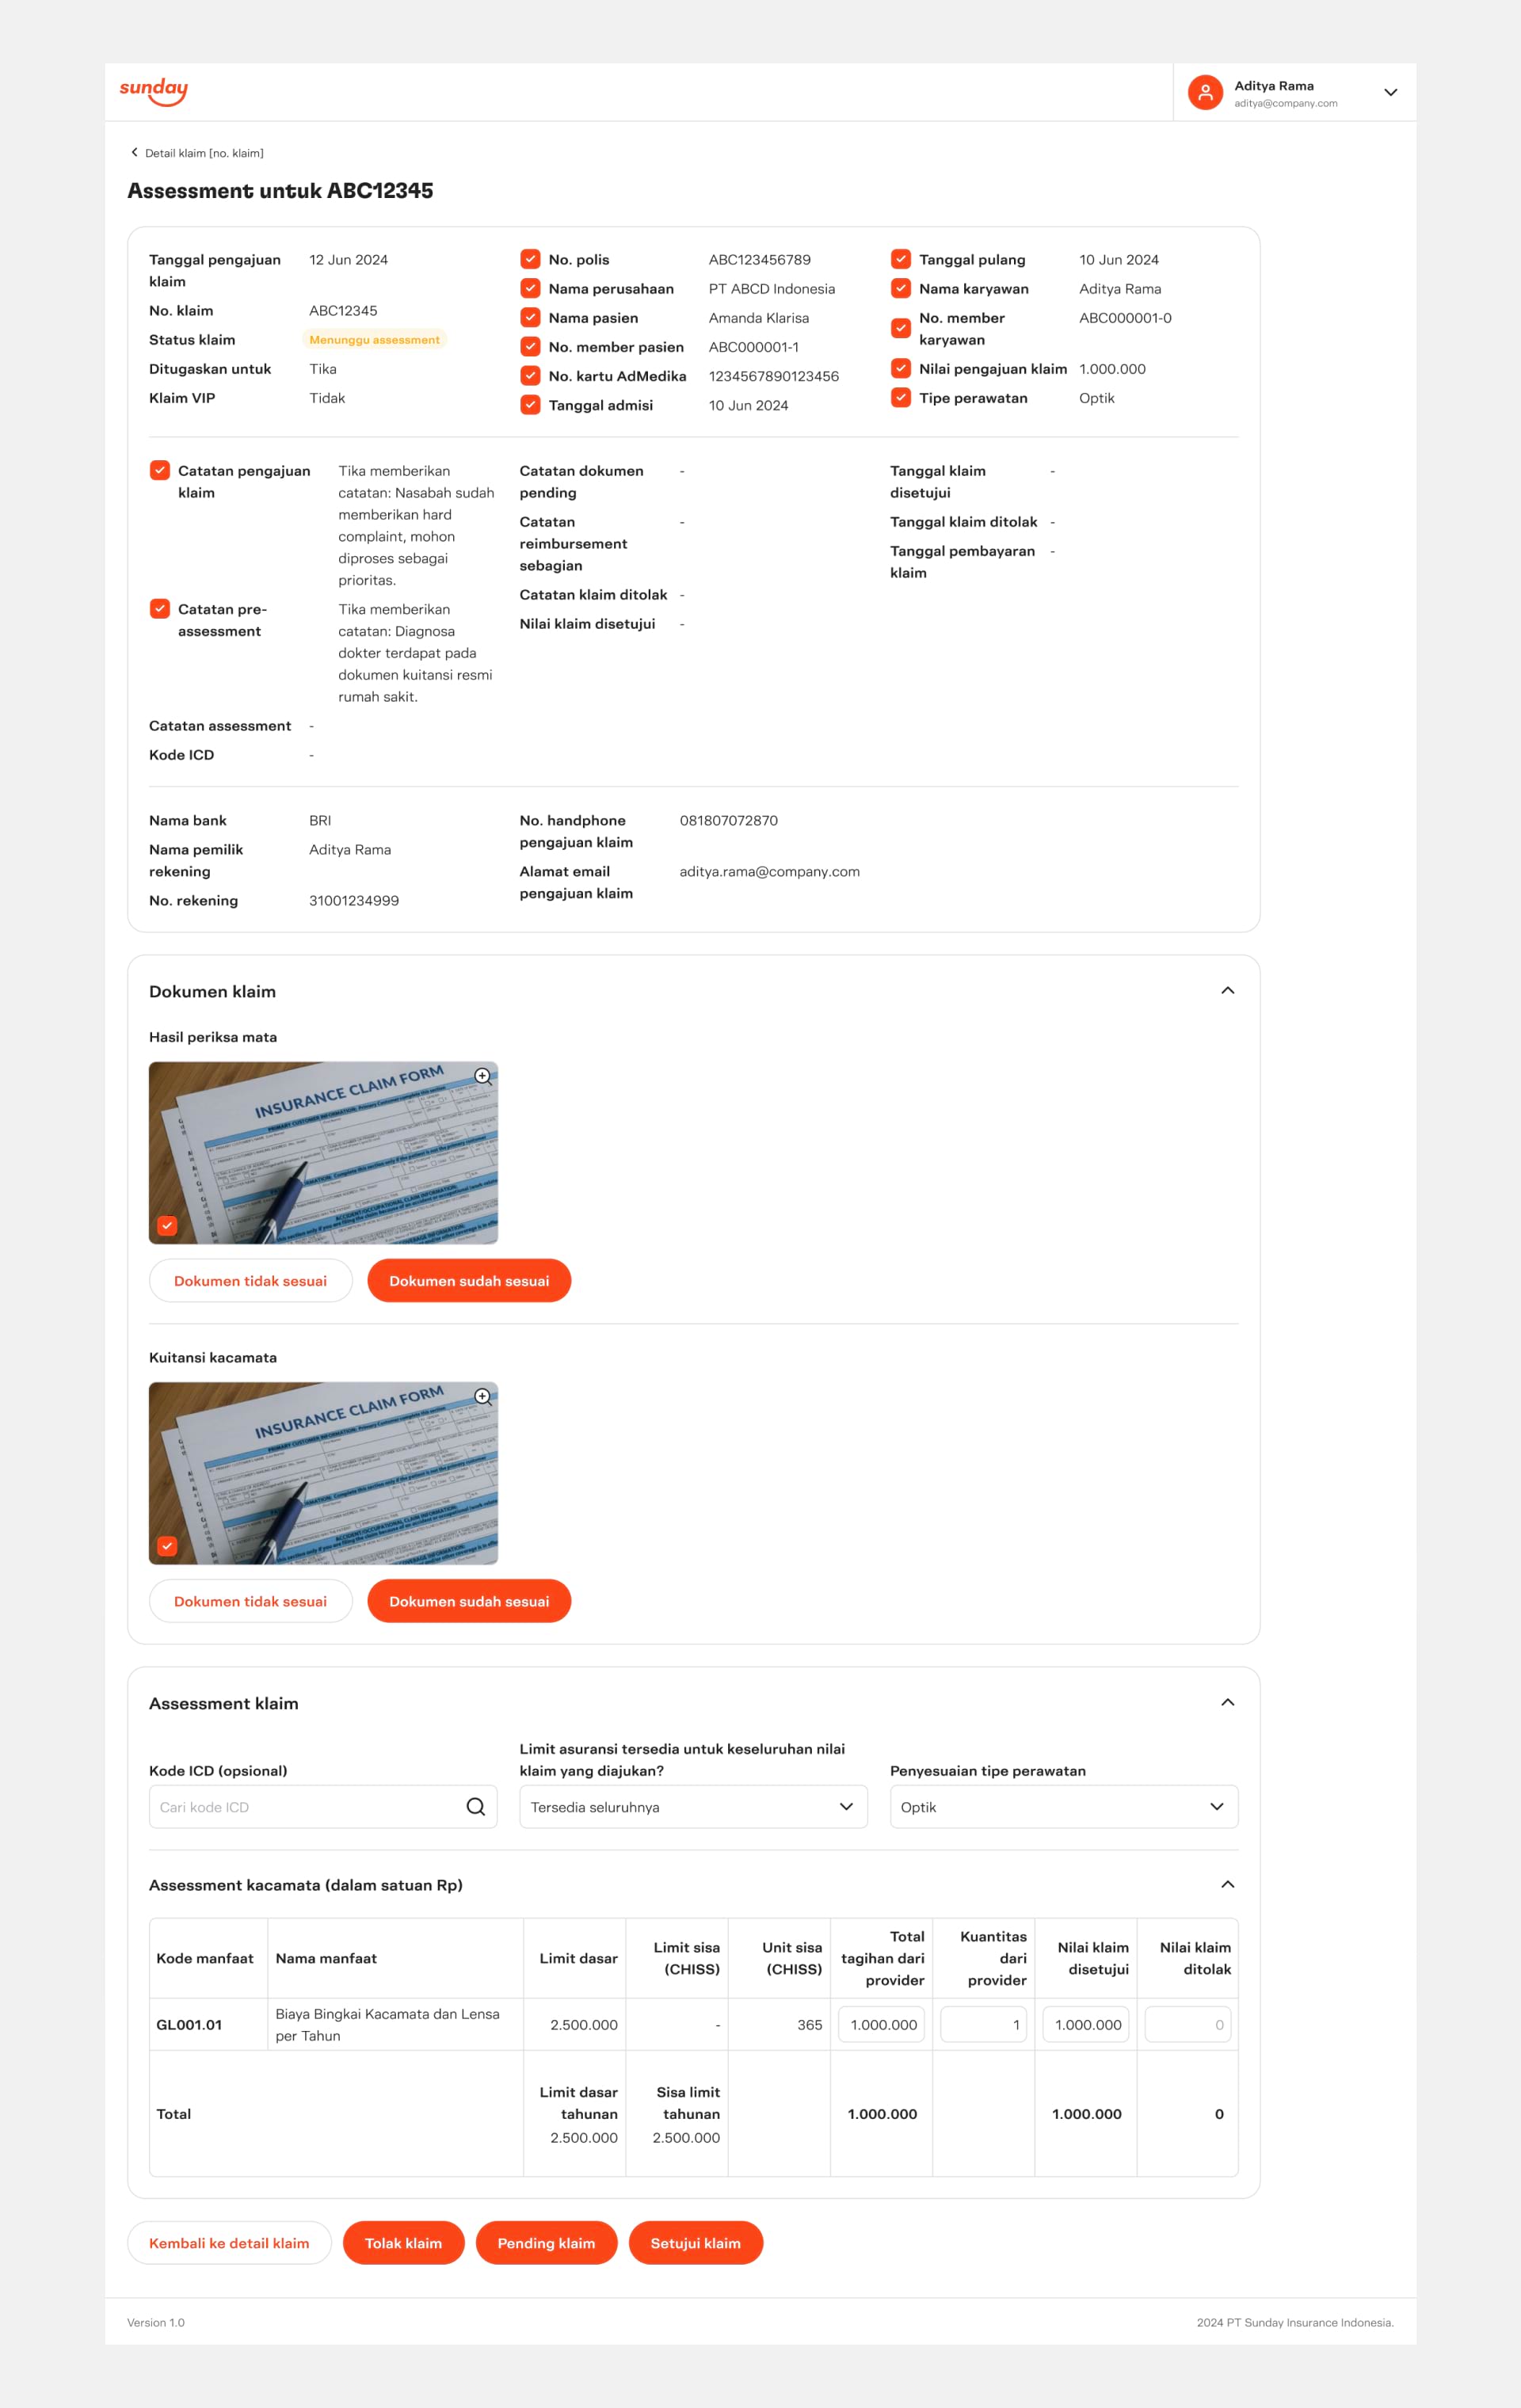 sunday
Aditya Rama
aditya@company.com
Detail klaim [no. klaim]
Assessment untuk ABC12345
Tanggal pengajuan
klaim
12 Jun 2024
No. klaim
ABC12345
Status klaim
Menunggu assessment
Ditugaskan untuk
Tika
Klaim VIP
Tidak
No. polis
ABC123456789
Nama perusahaan
PT ABCD Indonesia
Nama pasien
Amanda Klarisa
No. member pasien
ABC000001-1
No. kartu AdMedika
1234567890123456
Tanggal admisi
10 Jun 2024
Tanggal pulang
10 Jun 2024
Nama karyawan
Aditya Rama
No. member
karyawan
ABC000001-0
Nilai pengajuan klaim
1.000.000
Tipe perawatan
Optik
Catatan pengajuan
klaim
Tika memberikan
catatan: Nasabah sudah
memberikan hard
complaint, mohon
diproses sebagai
prioritas.
Catatan pre-
assessment
Tika memberikan
catatan: Diagnosa
dokter terdapat pada
dokumen kuitansi resmi
rumah sakit.
Catatan assessment
-
Kode ICD
-
Catatan dokumen
pending
-
Catatan
reimbursement
sebagian
-
Catatan klaim ditolak
-
Nilai klaim disetujui
-
Tanggal klaim
disetujui
-
Tanggal klaim ditolak
-
Tanggal pembayaran
klaim
-
Nama bank
BRI
Nama pemilik
rekening
Aditya Rama
No. rekening
31001234999
No. handphone
pengajuan klaim
081807072870
Alamat email
pengajuan klaim
aditya.rama@company.com
Dokumen klaim
Hasil periksa mata
INSURANCE CLAIM FORM
Dokumen tidak sesuai
Dokumen sudah sesuai
Kuitansi kacamata
INSURANCE CLAIM FORM
Dokumen tidak sesuai
Dokumen sudah sesuai
Assessment klaim
Kode ICD (opsional)
Cari kode ICD
Limit asuransi tersedia untuk keseluruhan nilai
klaim yang diajukan?
Tersedia seluruhnya
Penyesuaian tipe perawatan
Optik
Assessment kacamata (dalam satuan Rp)
Kode manfaat
Nama manfaat
Limit dasar
Limit sisa
(CHISS)
Unit sisa
(CHISS)
Total
tagihan dari
provider
Kuantitas
dari
provider
Nilai klaim
disetujui
Nilai klaim
ditolak
GL001.01
Biaya Bingkai Kacamata dan Lensa
per Tahun
2.500.000
-
365
1.000.000
1
1.000.000
0
Total
Limit dasar
tahunan
2.500.000
Sisa limit
tahunan
2.500.000
1.000.000
1.000.000
0
Kembali ke detail klaim
Tolak klaim
Pending klaim
Setujui klaim
Version 1.0
2024 PT Sunday Insurance Indonesia.